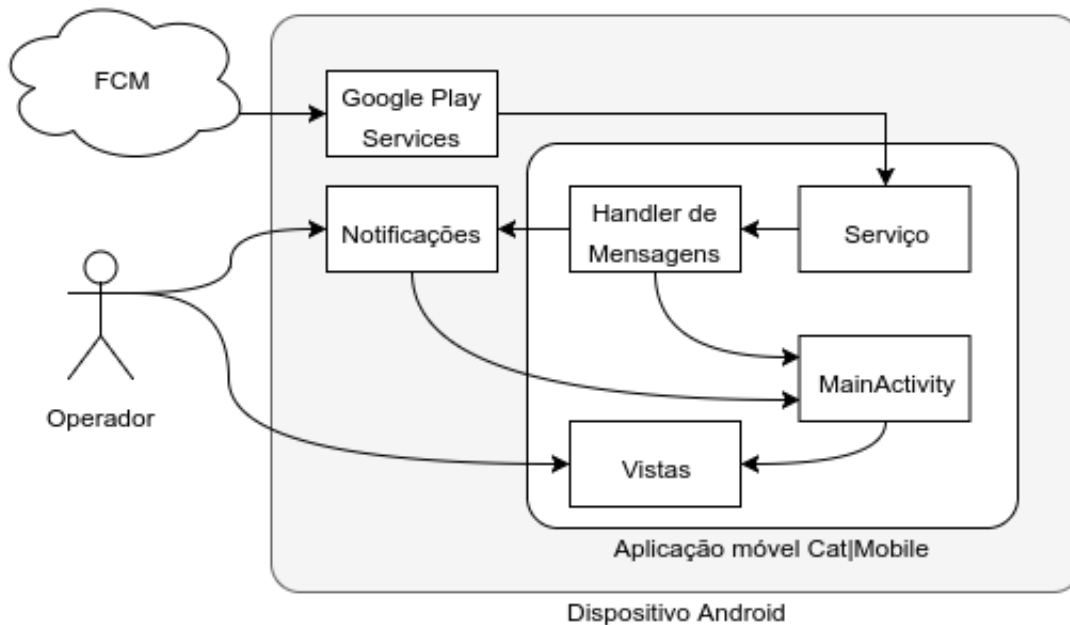 FCM
Google Play
Services
Notificações
Handler de
Mensagens
Serviço
MainActivity
Operador
Vistas
Aplicação móvel Cat|Mobile
Dispositivo Android